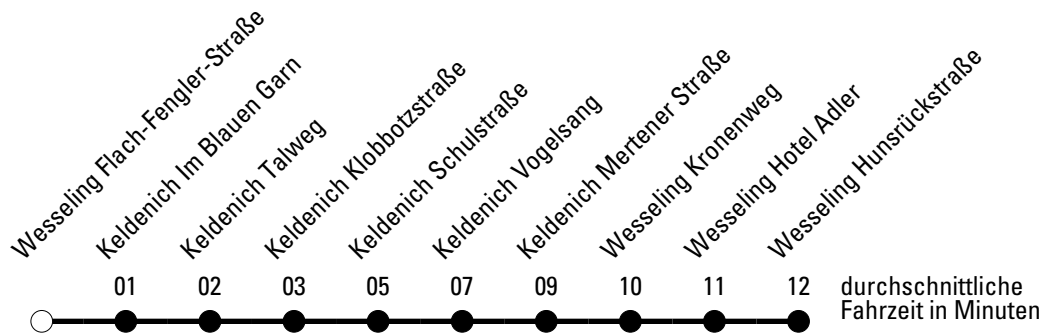 Wesseling Flach-Fengler-Straße
Keldenich Im Blauen Garn
Keldenich Talweg
Keldenich Klobbotzstraße
Keldenich Schulstraße
Keldenich Vogelsang
Keldenich Mertener Straße
Wesseling Kronenweg
Wesseling Hotel Adler
Wesseling Hunsrückstraße
01 02 03 05 07 09 10 11 12 durchschnittliche
Fahrzeit in Minuten